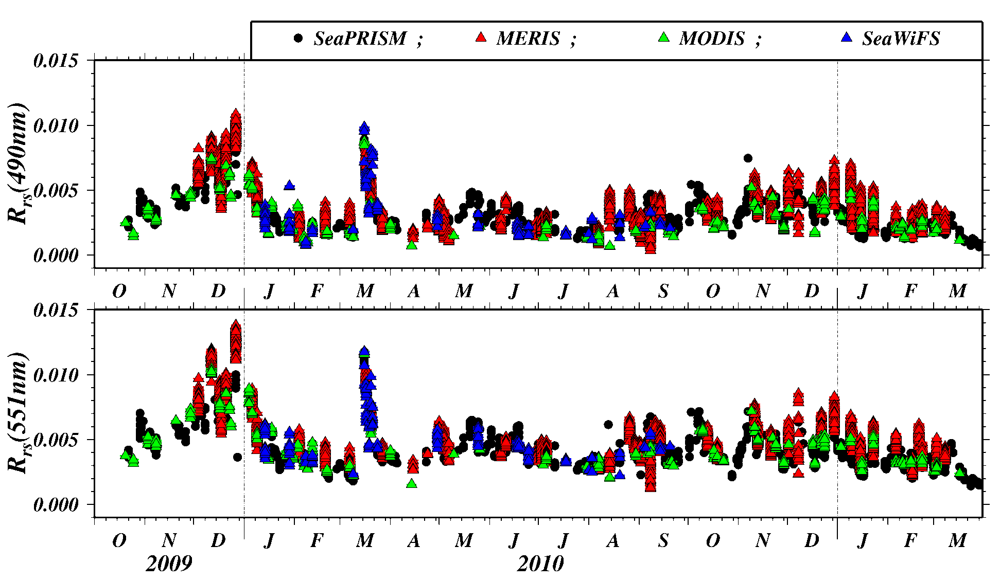 SeaPRISM ; MERIS ; MODIS ; SeaWiFS
0.015
0.010
0.005
0.000
Rrs(490nm)
O N D J F M A M J J A S O N D J F M
0.015
0.010
0.005
0.000
Rrs(551nm)
O N D J F M A M J J A S O N D J F M
2009 2010